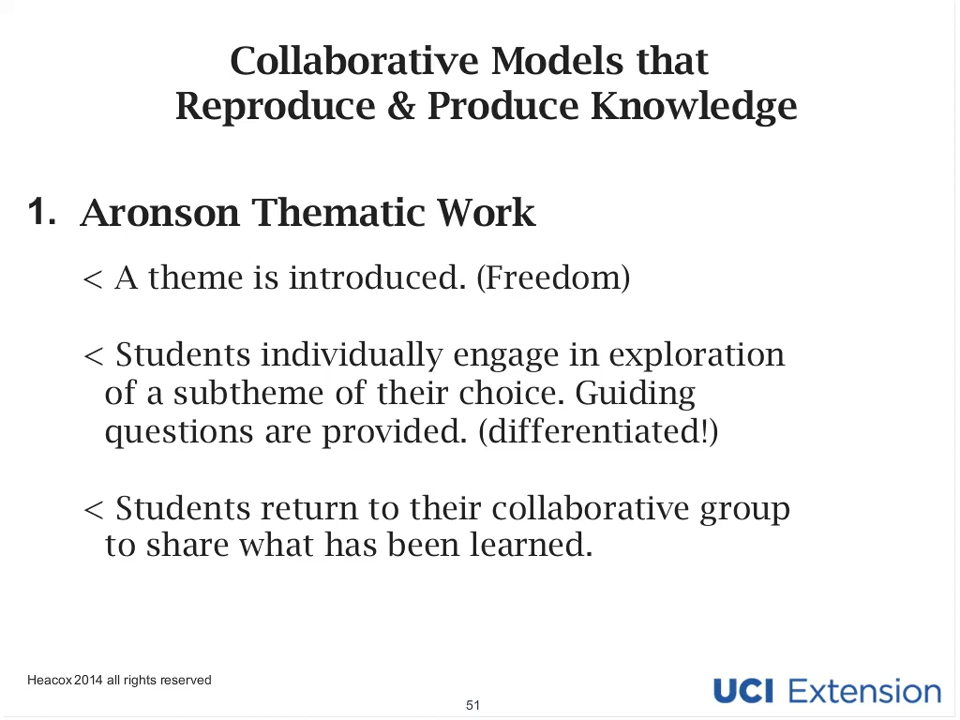 Collaborative Models that
Reproduce & Produce Knowledge
1. Aronson Thematic Work
< A theme is introduced. (Freedom)
< Students individually engage in exploration
of a subtheme of their choice. Guiding
questions are provided. (differentiated!)
< Students return to their collaborative group
to share what has been learned.
Heacox 2014 all rights reserved
51
UCI Extension